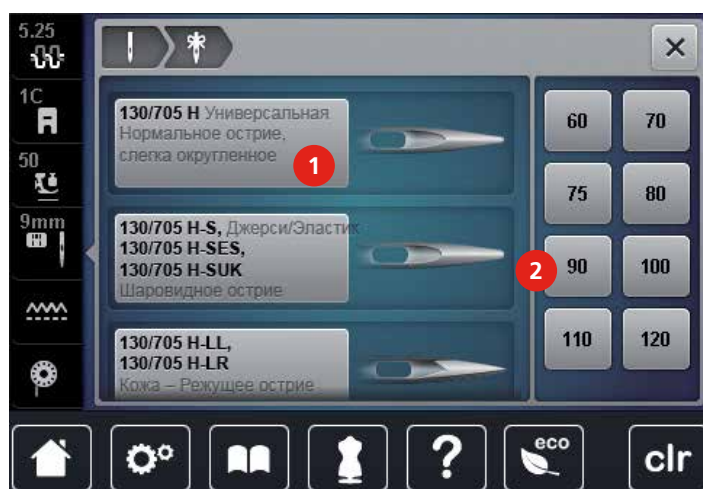 5.25
1C
50
9mm
130/705 H Универсальная
Нормальное острие,
слегка округленное
1
130/705 H-S, Джерси/Эластик
130/705 H-SES,
130/705 H-SUK
Шаровидное острие
130/705 H-LL,
130/705 H-LR
Кожа – Режущее острие
60 70
75 80
2
90 100
110 120
?
eco
clr